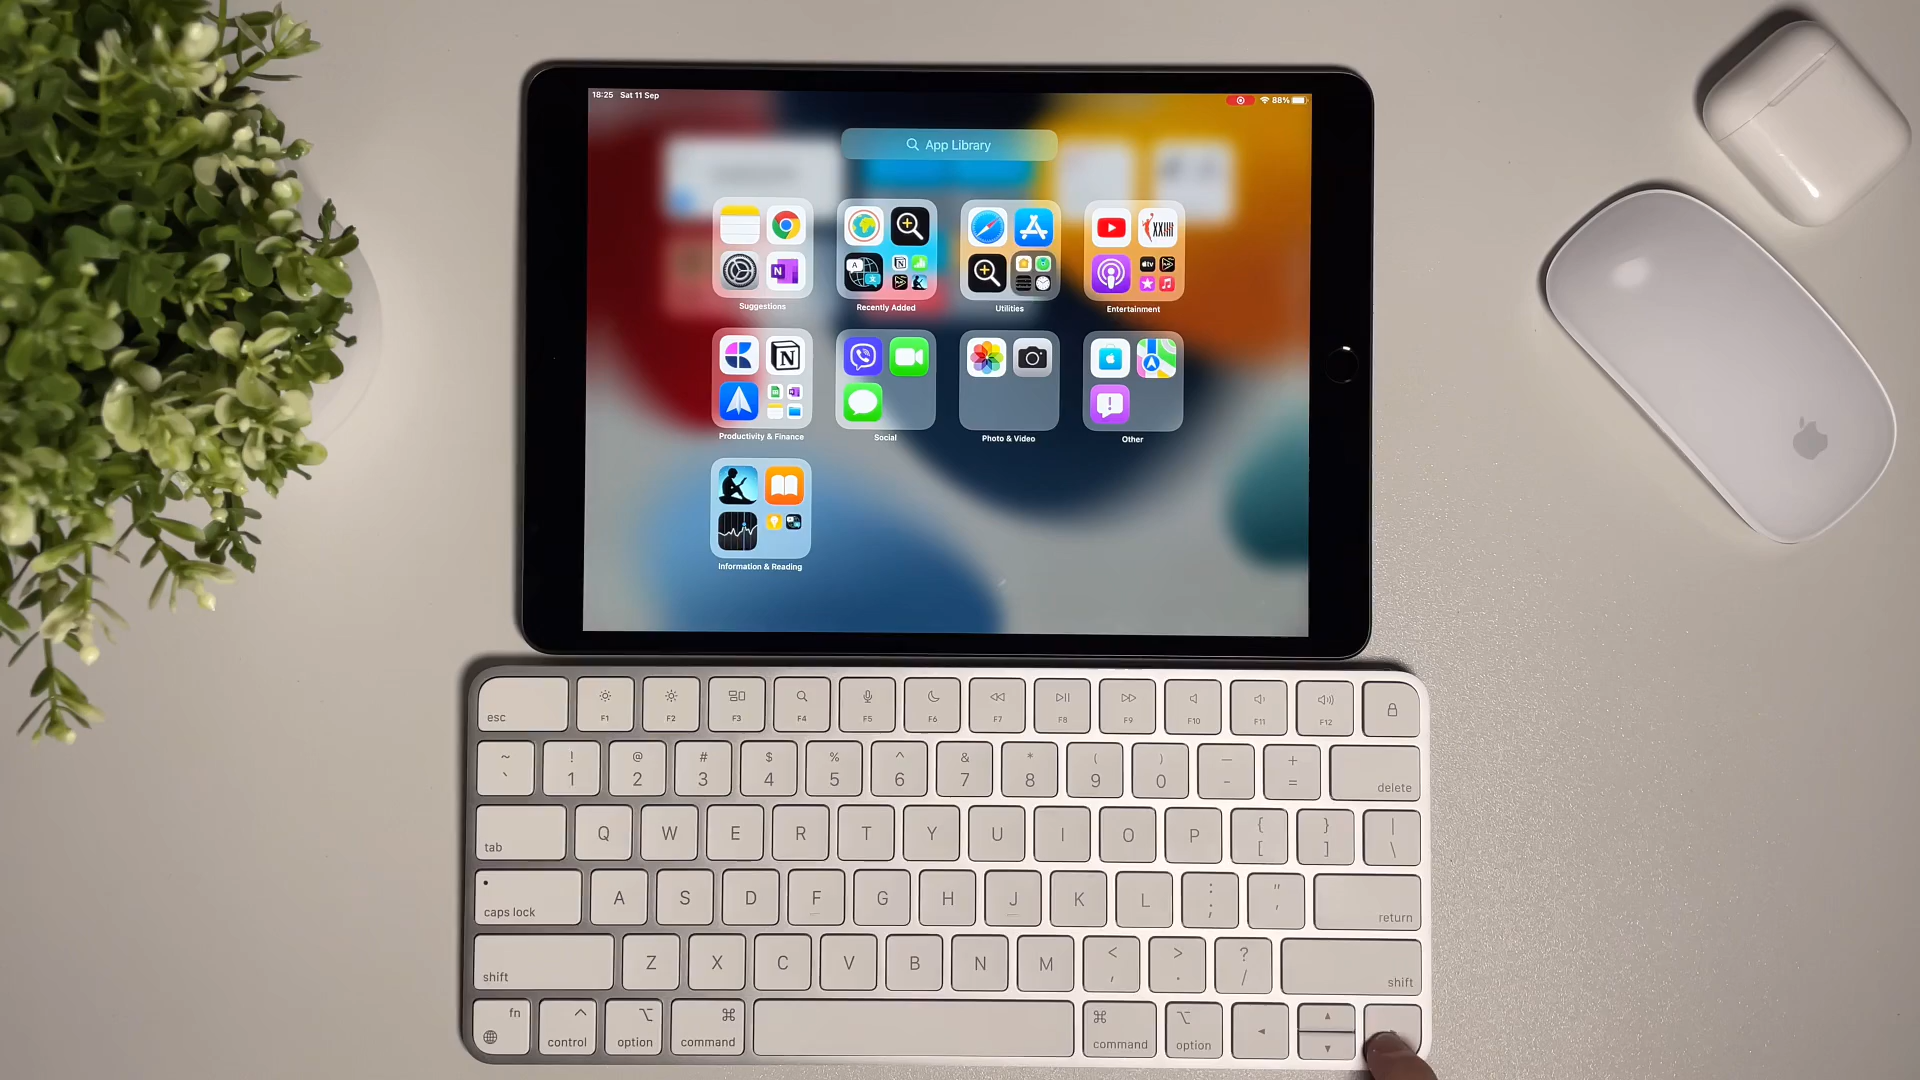 18:25 Sat 11 Sep
88%
App Library
Suggestions
Recently Added
Utilities
Entertainment
Productivity & Finance
Social
Photo & Video
Other
Information & Reading
esc F1 F2 F3 F4 F5 F6 F7 F8 F9 F10 F11 F12
~ ! @ # $ % ^ & * ( ) — +
` 1 2 3 4 5 6 7 8 9 0 - =
delete
tab Q W E R T Y U I O P { [ } ] | \
caps lock A S D F G H J K L : ; " ' return
shift Z X C V B N M < , > . ? / shift
fn control option command command option